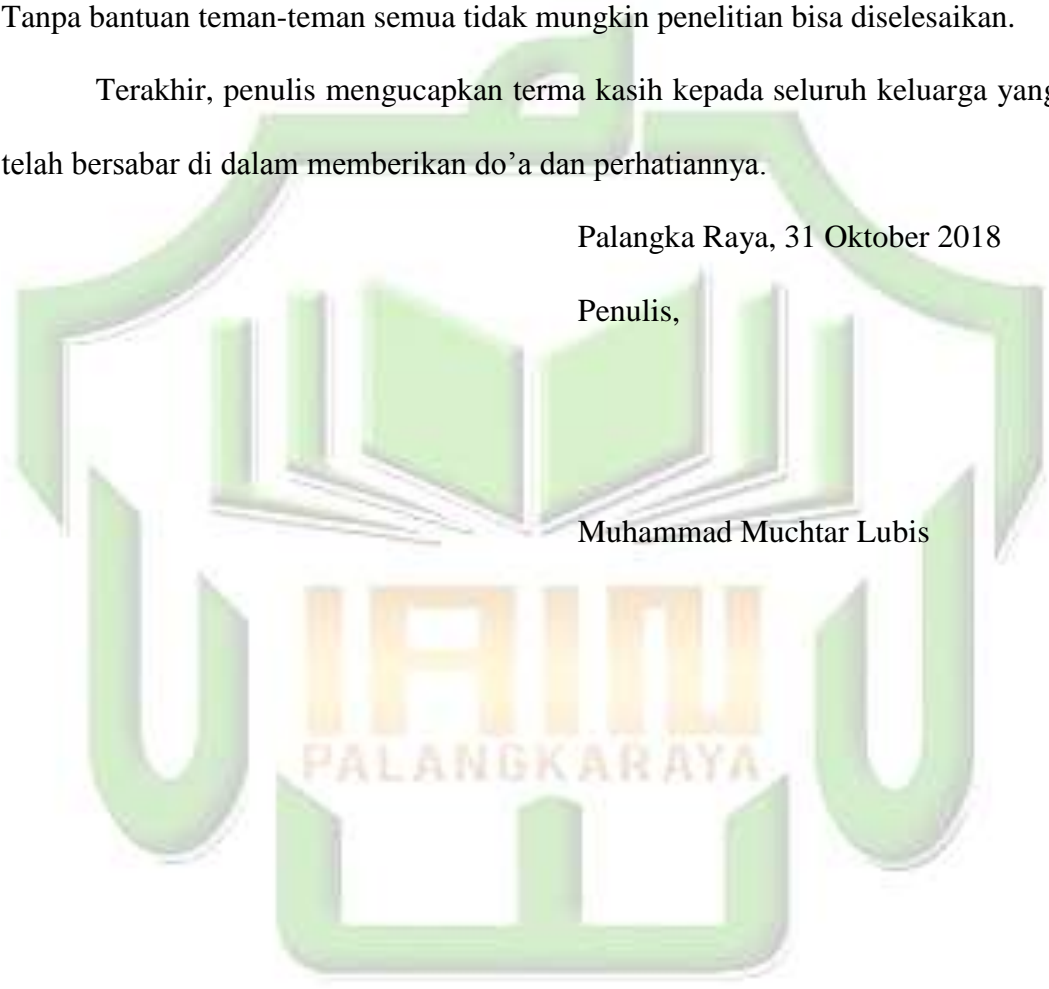 Tanpa bantuan teman-teman semua tidak mungkin penelitian bisa diselesaikan.
Terakhir, penulis mengucapkan terma kasih kepada seluruh keluarga yang
telah bersabar di dalam memberikan do’a dan perhatiannya.
Palangka Raya, 31 Oktober 2018
Penulis,
Muhammad Muchtar Lubis
IAIN
PALANGKARAYA